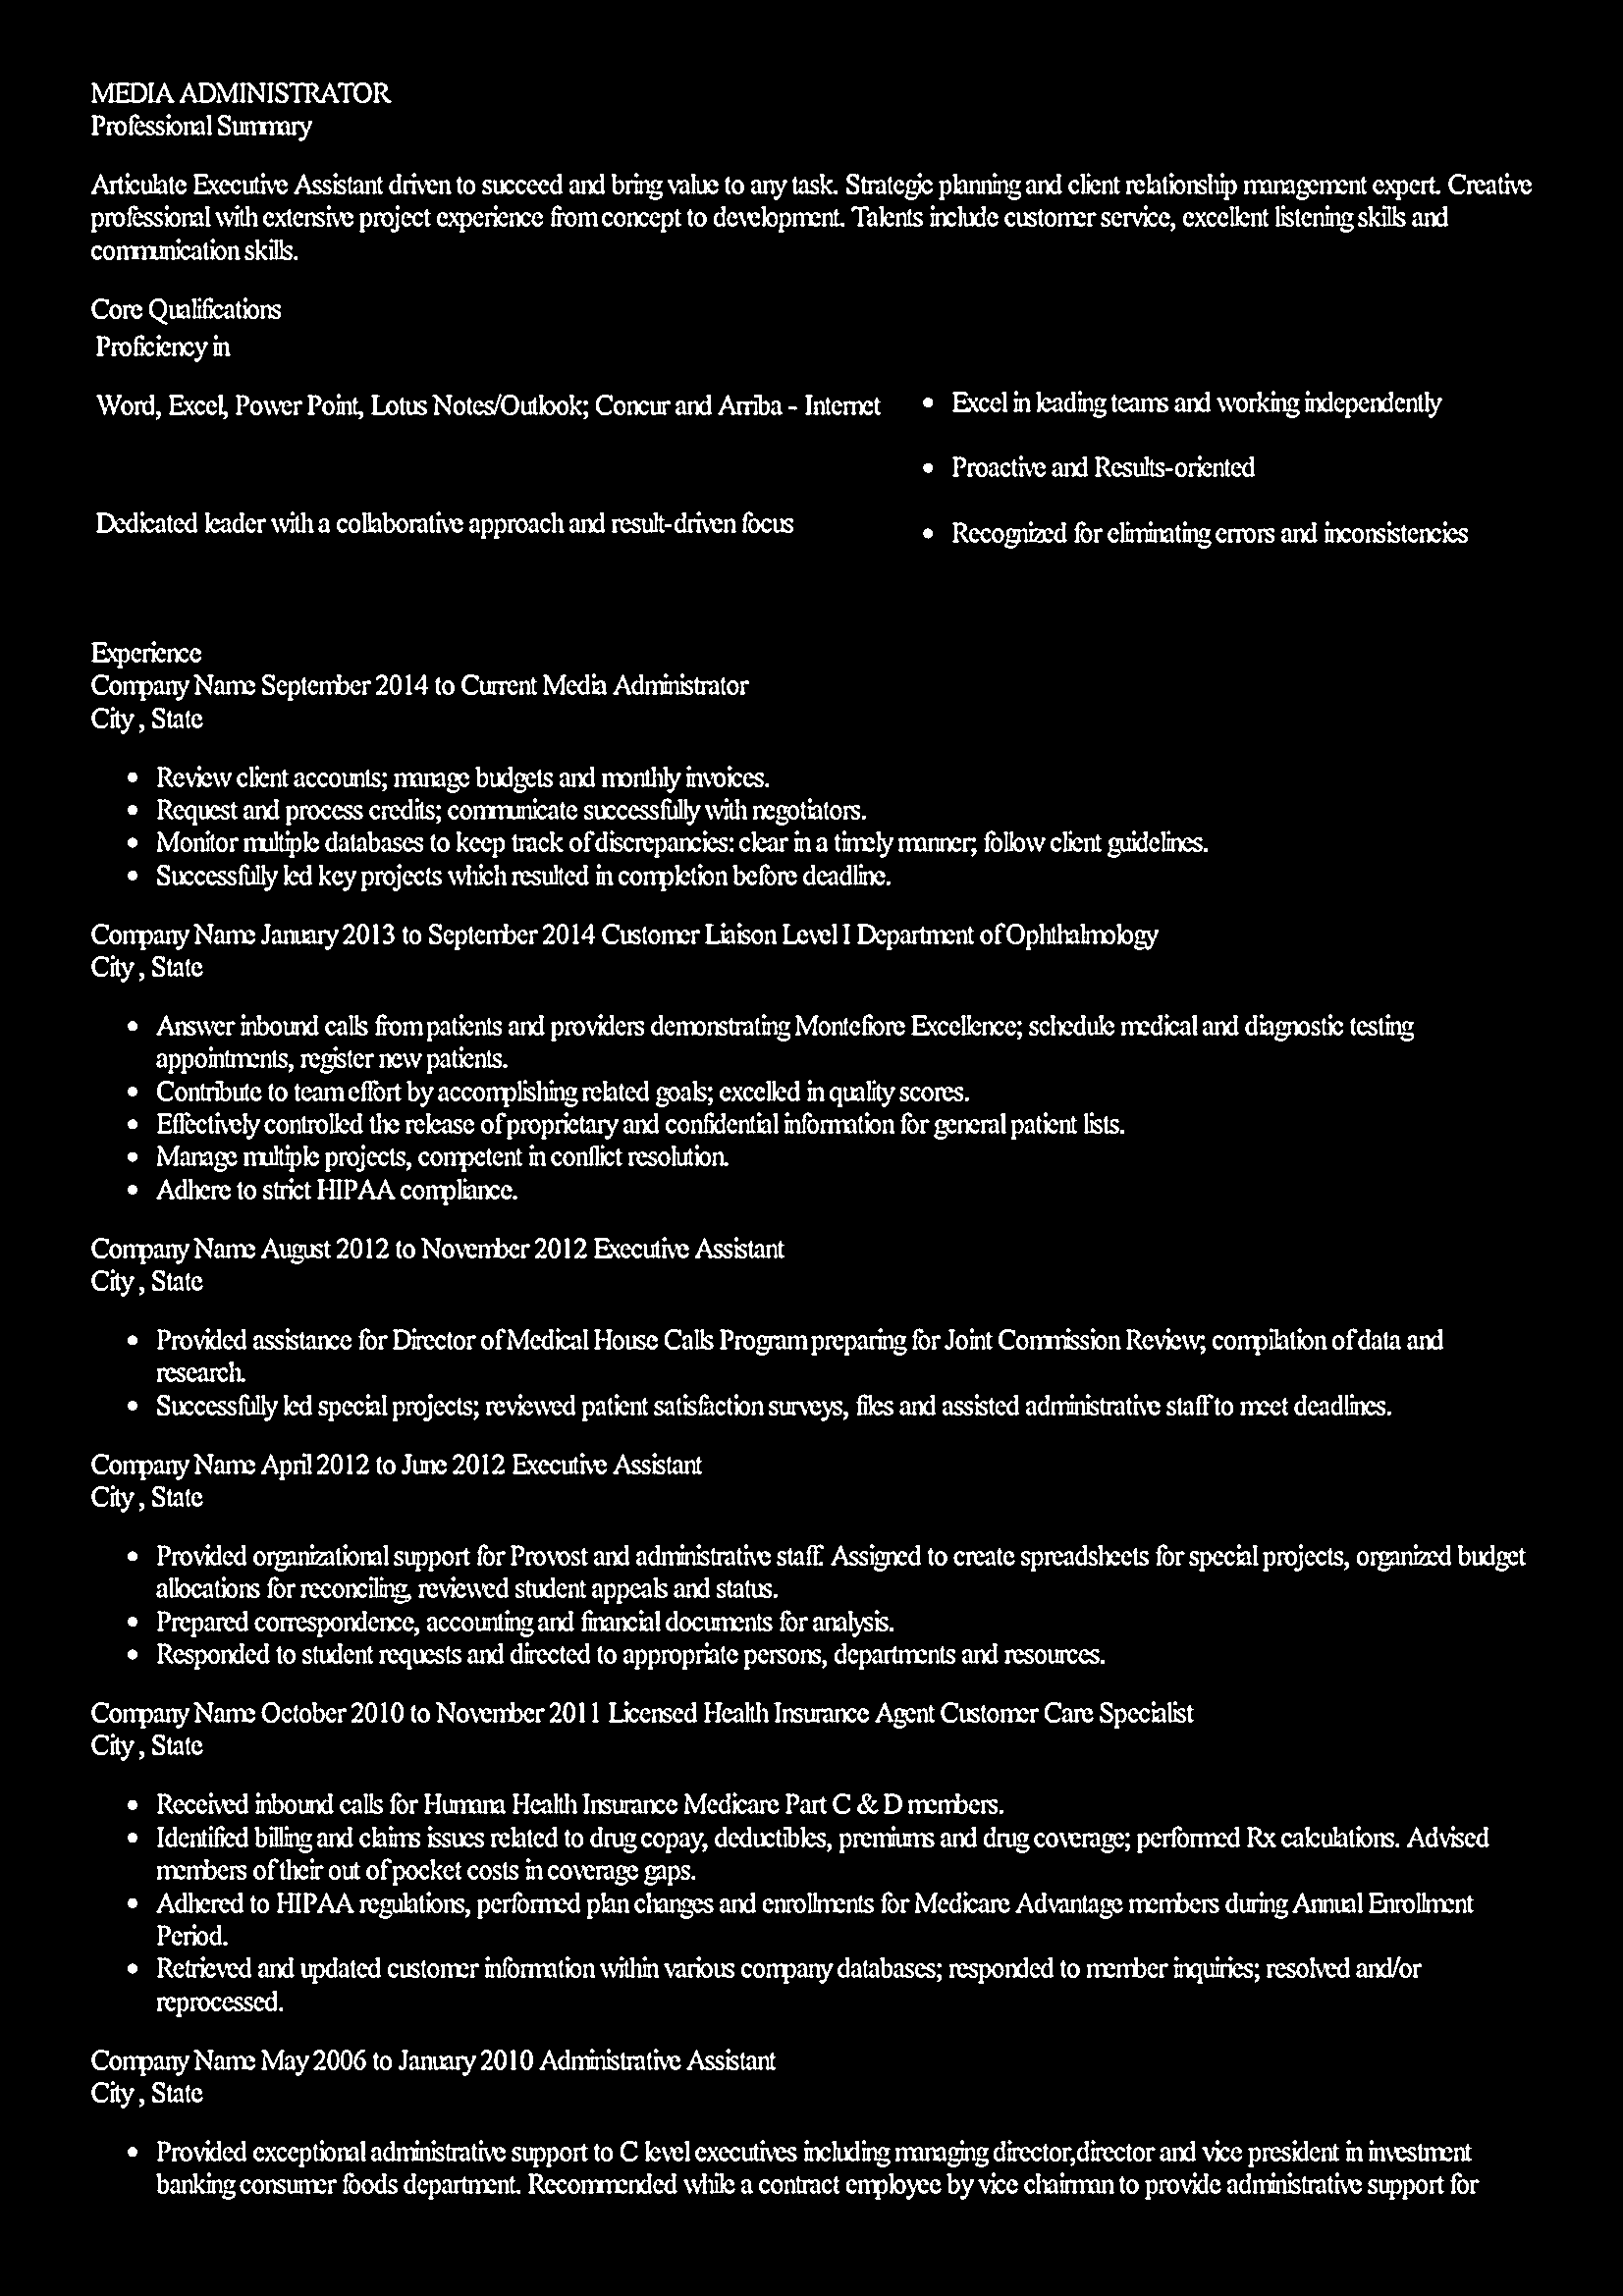 MEDIA ADMINISTRATOR
Professional Summary
Articulate Executive Assistant driven to succeed and bring value to any task. Strategic planning and client relationship management expert. Creative
professional with extensive project experience from concept to development. Talents include customer service, excellent listening skills and
communication skills.
Core Qualifications
Proficiency in
Word, Excel, Power Point, Lotus Notes/Outlook; Concur and Arriba - Internet
Dedicated leader with a collaborative approach and result-driven focus
• Excel in leading teams and working independently
• Proactive and Results-oriented
• Recognized for eliminating errors and inconsistencies
Experience
Company Name September 2014 to Current Media Administrator
City , State
• Review client accounts; manage budgets and monthly invoices.
• Request and process credits; communicate successfully with negotiators.
• Monitor multiple databases to keep track of discrepancies: clear in a timely manner; follow client guidelines.
• Successfully led key projects which resulted in completion before deadline.
Company Name January 2013 to September 2014 Customer Liaison Level I Department of Ophthalmology
City , State
• Answer inbound calls from patients and providers demonstrating Montefiore Excellence; schedule medical and diagnostic testing
appointments, register new patients.
• Contribute to team effort by accomplishing related goals; excelled in quality scores.
• Effectively controlled the release of proprietary and confidential information for general patient lists.
• Manage multiple projects, competent in conflict resolution.
• Adhere to strict HIPAA compliance.
Company Name August 2012 to November 2012 Executive Assistant
City , State
• Provided assistance for Director of Medical House Calls Program preparing for Joint Commission Review; compilation of data and
research.
• Successfully led special projects; reviewed patient satisfaction surveys, files and assisted administrative staff to meet deadlines.
Company Name April 2012 to June 2012 Executive Assistant
City , State
• Provided organizational support for Provost and administrative staff. Assigned to create spreadsheets for special projects, organized budget
allocations for reconciling, reviewed student appeals and status.
• Prepared correspondence, accounting and financial documents for analysis.
• Responded to student requests and directed to appropriate persons, departments and resources.
Company Name October 2010 to November 2011 Licensed Health Insurance Agent Customer Care Specialist
City , State
• Received inbound calls for Humana Health Insurance Medicare Part C & D members.
• Identified billing and claims issues related to drug copay, deductibles, premiums and drug coverage; performed Rx calculations. Advised
members of their out of pocket costs in coverage gaps.
• Adhered to HIPAA regulations, performed plan changes and enrollments for Medicare Advantage members during Annual Enrollment
Period.
• Retrieved and updated customer information within various company databases; responded to member inquiries; resolved and/or
reprocessed.
Company Name May 2006 to January 2010 Administrative Assistant
City , State
• Provided exceptional administrative support to C level executives including managing director,director and vice president in investment
banking consumer foods department. Recommended while a contract employee by vice chairman to provide administrative support for